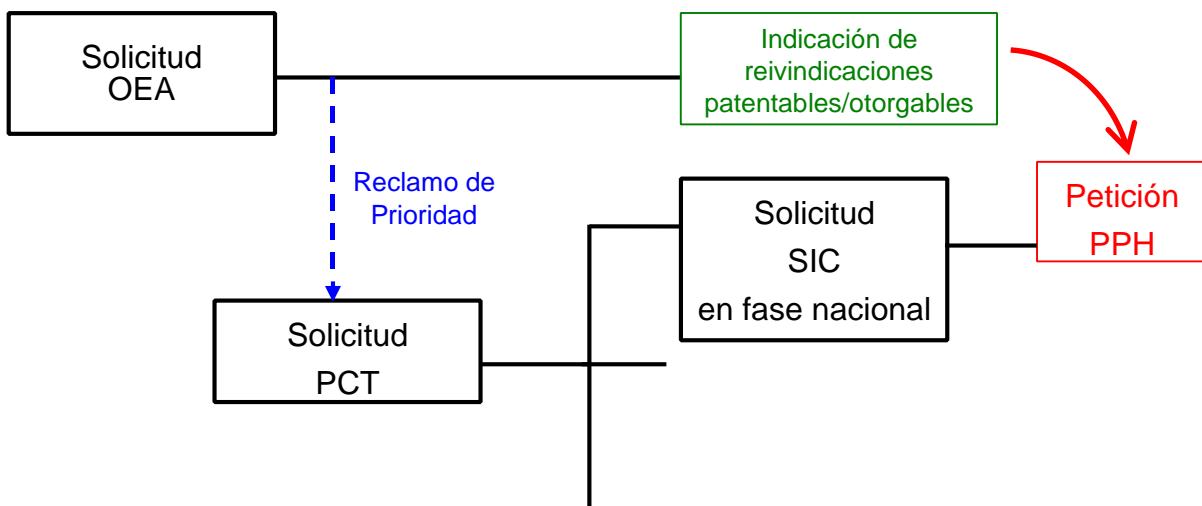 Solicitud
OEA
Indicación de
reivindicaciones
patentables/otorgables
Reclamo de
Prioridad
Solicitud
SIC
en fase nacional
Petición
PPH
Solicitud
PCT